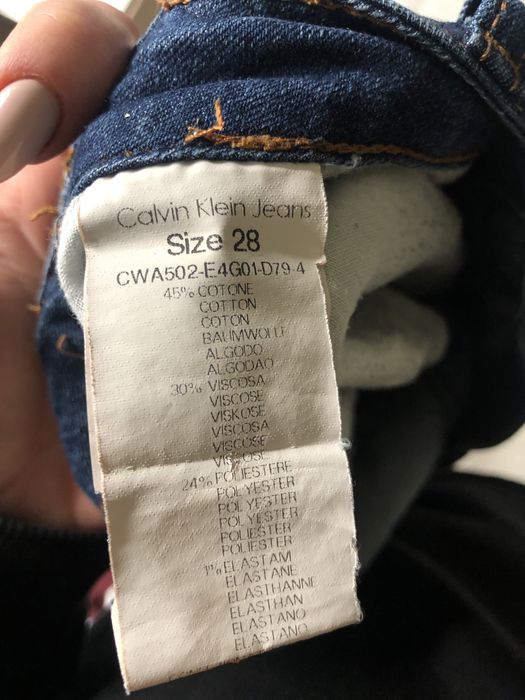 Calvin Klein Jeans
Size 28
CWA502-E4G01-D79-4
45% COTONE
COTTON
COTON
BAUMWOLLE
ALGODO
ALGODAO
30% VISCOSA
VISCOSE
VISKOSE
VISCOSA
VISCOSE
VISCOSE
24% POLIESTERE
POLYESTER
POLYESTER
POLYESTER
POLIESTER
POLIESTER
1% ELASTAM
ELASTANE
ELASTHANNE
ELASTHAN
ELASTANO
ELASTANO